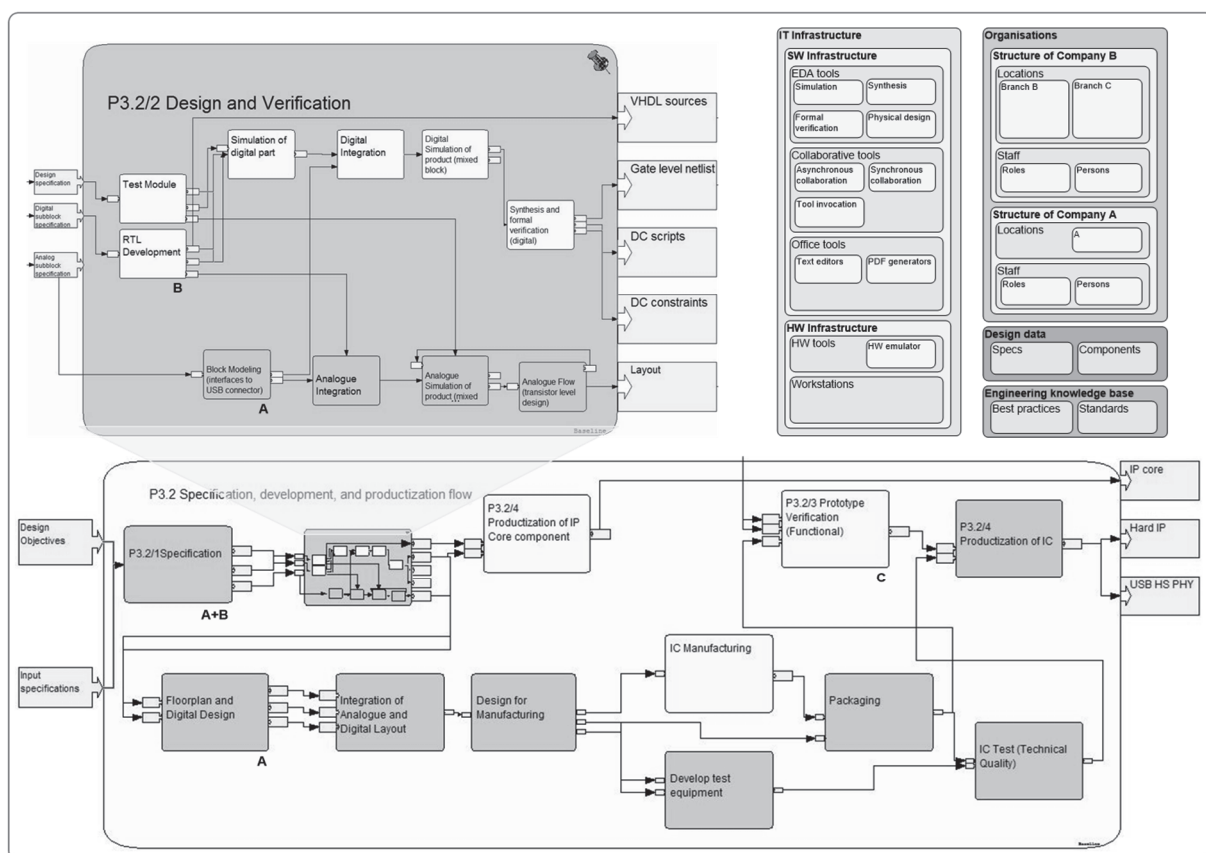 P3.2/2 Design and Verification
Design
specification
Digital
subblock
specification
Analog
subblock
specification
Test Module
RTL
Development
B
Simulation of
digital part
Digital
Integration
Digital
Simulation of
product (mixed
block)
Synthesis and
formal
verification
(digital)
Block Modeling
(interfaces to
USB connector)
A
Analogue
Integration
Analogue
Simulation of
product (mixed
...
Analogue Flow
(transistor level
design)
Baseline
VHDL sources
Gate level netlist
DC scripts
DC constraints
Layout
IT Infrastructure
SW Infrastructure
EDA tools
Simulation
Synthesis
Formal
verification
Physical design
Collaborative tools
Asynchronous
collaboration
Synchronous
collaboration
Tool invocation
Office tools
Text editors
PDF generators
HW Infrastructure
HW tools
HW emulator
Workstations
Organisations
Structure of Company B
Locations
Branch B
Branch C
Staff
Roles
Persons
Structure of Company A
Locations
A
Staff
Roles
Persons
Design data
Specs
Components
Engineering knowledge base
Best practices
Standards
P3.2 Specification, development, and productization flow
Design
Objectives
Input
specifications
P3.2/1Specification
A+B
P3.2/4
Productization of IP
Core component
P3.2/3 Prototype
Verification
(Functional)
C
P3.2/4
Productization of IC
IP core
Hard IP
USB HS PHY
Floorplan and
Digital Design
A
Integration of
Analogue and
Digital Layout
Design for
Manufacturing
IC Manufacturing
Develop test
equipment
Packaging
IC Test (Technical
Quality)
Baseline